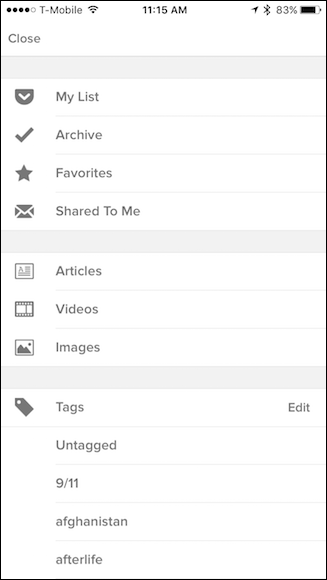 T-Mobile 11:15 AM 83%
Close
My List
Archive
Favorites
Shared To Me
Articles
Videos
Images
Tags Edit
Untagged
9/11
afghanistan
afterlife